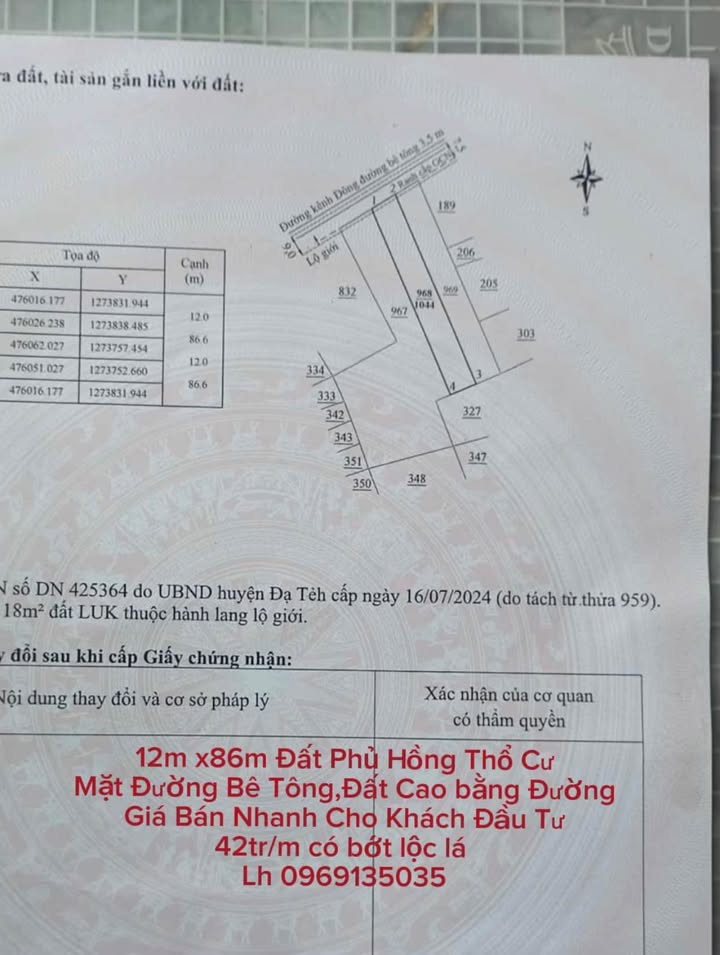 a đất, tài sản gắn liền với đất:
Đường kênh Đông đường bê tông 3,5 m
Lộ giới
9.0
1
2
N
S
189
206
205
303
832
967
968
1044
969
3
4
334
333
342
343
351
350
348
327
347
Tọa độ
Cạnh
(m)
X
Y
476016.177 1273831.944
12.0
476026.238 1273838.485
86.6
476062.027 1273757.454
12.0
476051.027 1273752.660
86.6
476016.177 1273831.944
số DN 425364 do UBND huyện Đạ Tẻh cấp ngày 16/07/2024 (do tách từ thửa 959).
18m² đất LUK thuộc hành lang lộ giới.
đổi sau khi cấp Giấy chứng nhận:
Nội dung thay đổi và cơ sở pháp lý
Xác nhận của cơ quan
có thẩm quyền
12m x86m Đất Phủ Hồng Thổ Cư
Mặt Đường Bê Tông,Đất Cao bằng Đường
Giá Bán Nhanh Cho Khách Đầu Tư
42tr/m có bớt lộc lá
Lh 0969135035